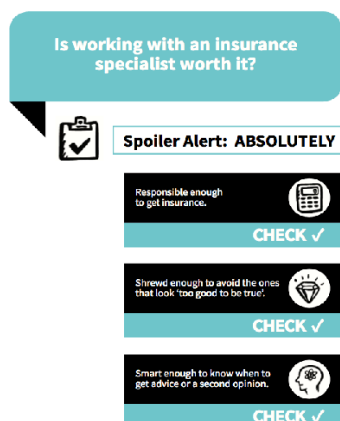 Is working with an insurance
specialist worth it?
Spoiler Alert: ABSOLUTELY
Responsible enough
to get insurance.
CHECK ✓
Shrewd enough to avoid the ones
that look 'too good to be true'.
CHECK ✓
Smart enough to know when to
get advice or a second opinion.
CHECK ✓